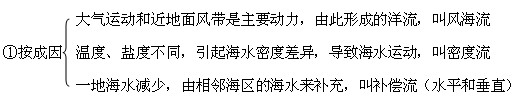 大气运动和近地面风带是主要动力，由此形成的洋流，叫风海流
①按成因 温度、盐度不同，引起海水密度差异，导致海水运动，叫密度流
一地海水减少，由相邻海区的海水来补充，叫补偿流（水平和垂直）